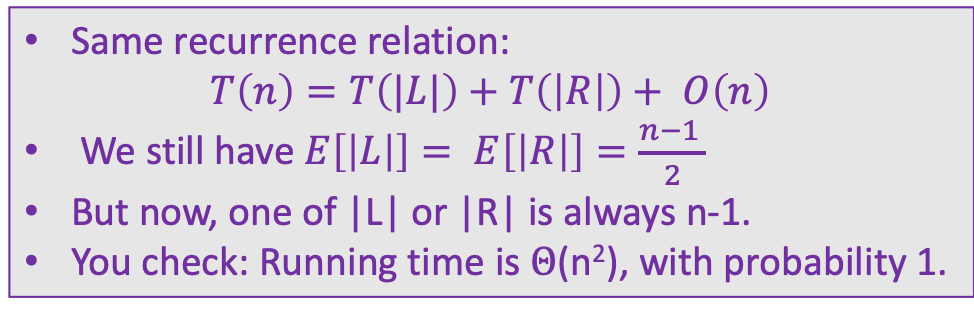 • Same recurrence relation:
T(n) = T(|L|) + T(|R|) + O(n)
• We still have E[|L|] = E[|R|] = \frac{n-1}{2}
• But now, one of |L| or |R| is always n-1.
• You check: Running time is Θ(n²), with probability 1.